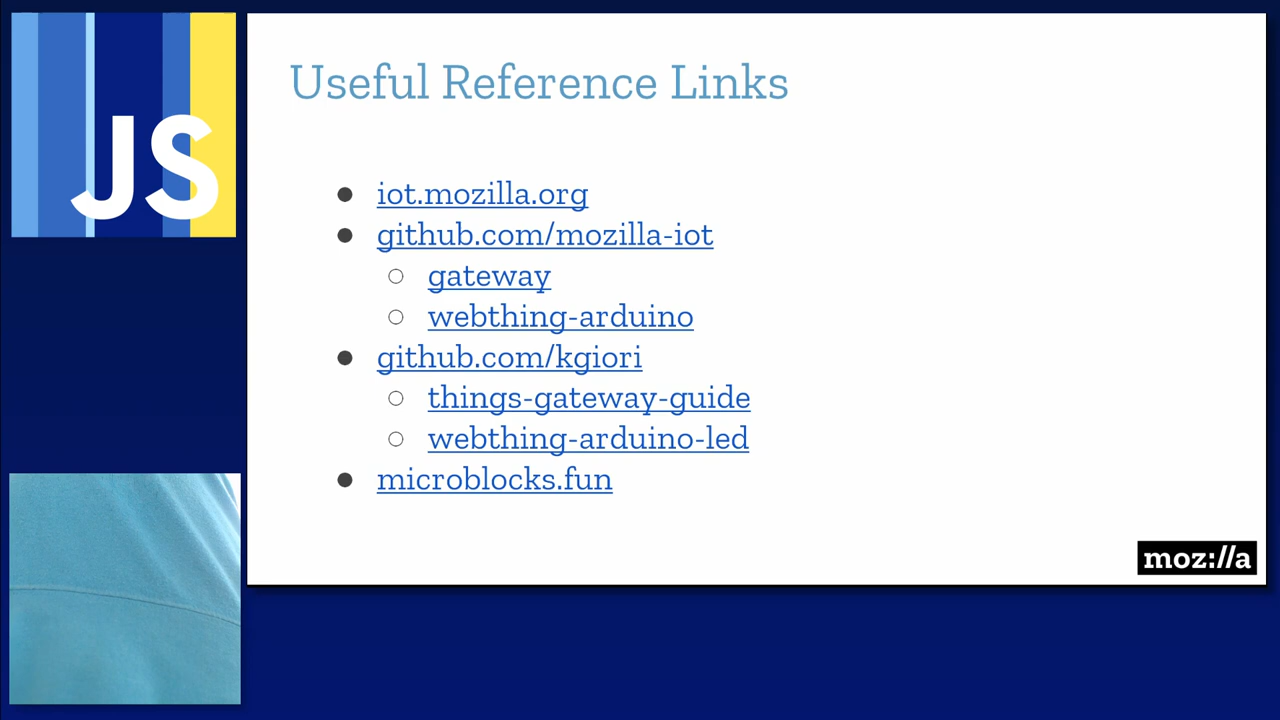 JS
Useful Reference Links
● iot.mozilla.org
● github.com/mozilla-iot
○ gateway
○ webthing-arduino
● github.com/kgiori
○ things-gateway-guide
○ webthing-arduino-led
● microblocks.fun
moz://a